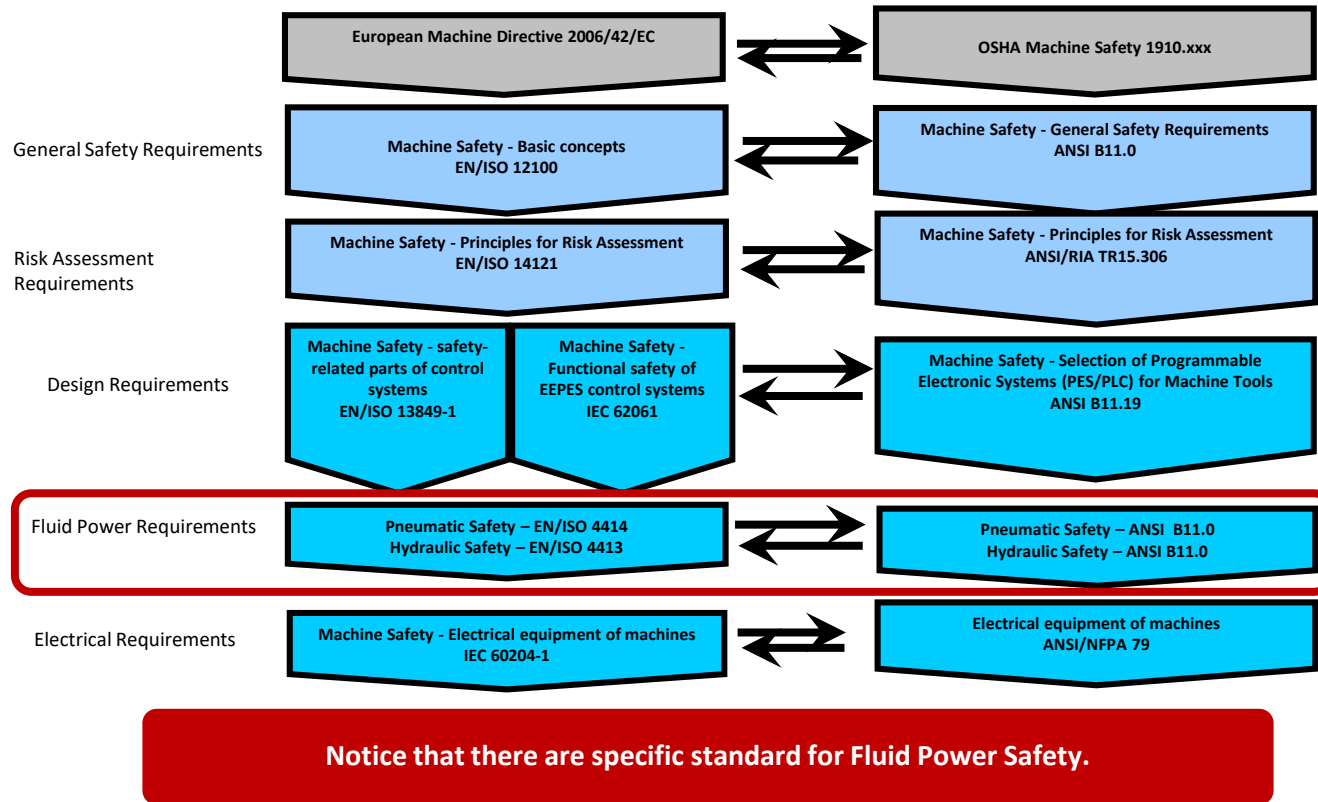 European Machine Directive 2006/42/EC
OSHA Machine Safety 1910.xxx
General Safety Requirements
Machine Safety - Basic concepts
EN/ISO 12100
Machine Safety - General Safety Requirements
ANSI B11.0
Risk Assessment
Requirements
Machine Safety - Principles for Risk Assessment
EN/ISO 14121
Machine Safety - Principles for Risk Assessment
ANSI/RIA TR15.306
Design Requirements
Machine Safety - safety-
related parts of control
systems
EN/ISO 13849-1
Machine Safety -
Functional safety of
EEPES control systems
IEC 62061
Machine Safety - Selection of Programmable
Electronic Systems (PES/PLC) for Machine Tools
ANSI B11.19
Fluid Power Requirements
Pneumatic Safety – EN/ISO 4414
Hydraulic Safety – EN/ISO 4413
Pneumatic Safety – ANSI  B11.0
Hydraulic Safety – ANSI B11.0
Electrical Requirements
Machine Safety - Electrical equipment of machines
IEC 60204-1
Electrical equipment of machines
ANSI/NFPA 79
Notice that there are specific standard for Fluid Power Safety.